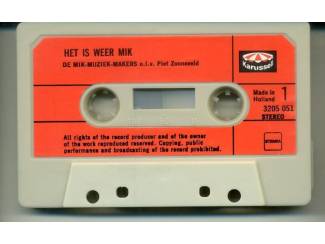 HET IS WEER MIK
DE MIK-MUZIEK-MAKERS o.l.v. Piet Zonneveld
Karussell
Made in
Holland
1
3205 051
STEREO
STEMRA
All rights of the record producer and of the owner
of the work reproduced reserved. Copying, public
performance and broadcasting of the record prohibited.